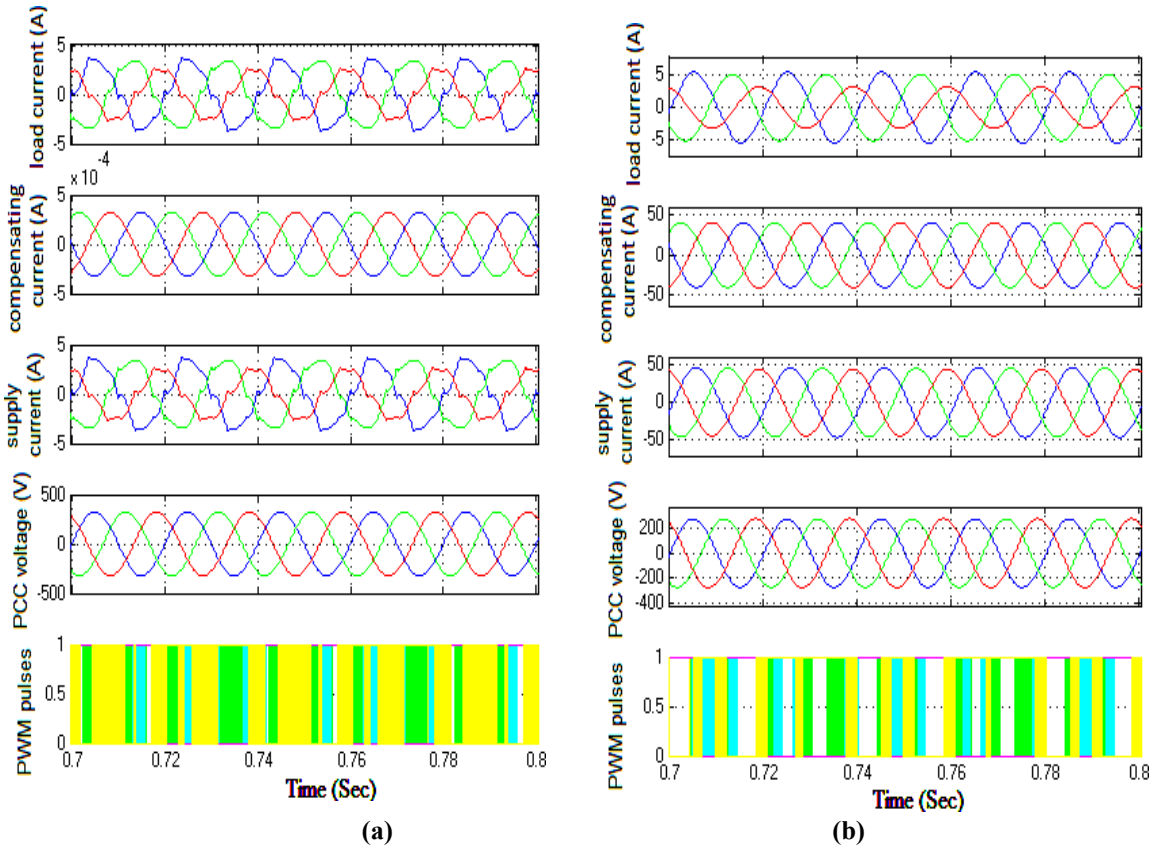 load current (A)
5
0
-5
x 10
-4
compensating
current (A)
5
0
-5
supply
current (A)
5
0
-5
PCC voltage (V)
500
0
-500
PWM pulses
1
0.5
0
0.7
0.72
0.74
0.76
0.78
0.8
Time (Sec)
(a)
load current (A)
5
0
-5
compensating
current (A)
50
0
-50
supply
current (A)
50
0
-50
PCC voltage (V)
200
0
-200
-400
PWM pulses
1
0.5
0
0.7
0.72
0.74
0.76
0.78
0.8
Time (Sec)
(b)